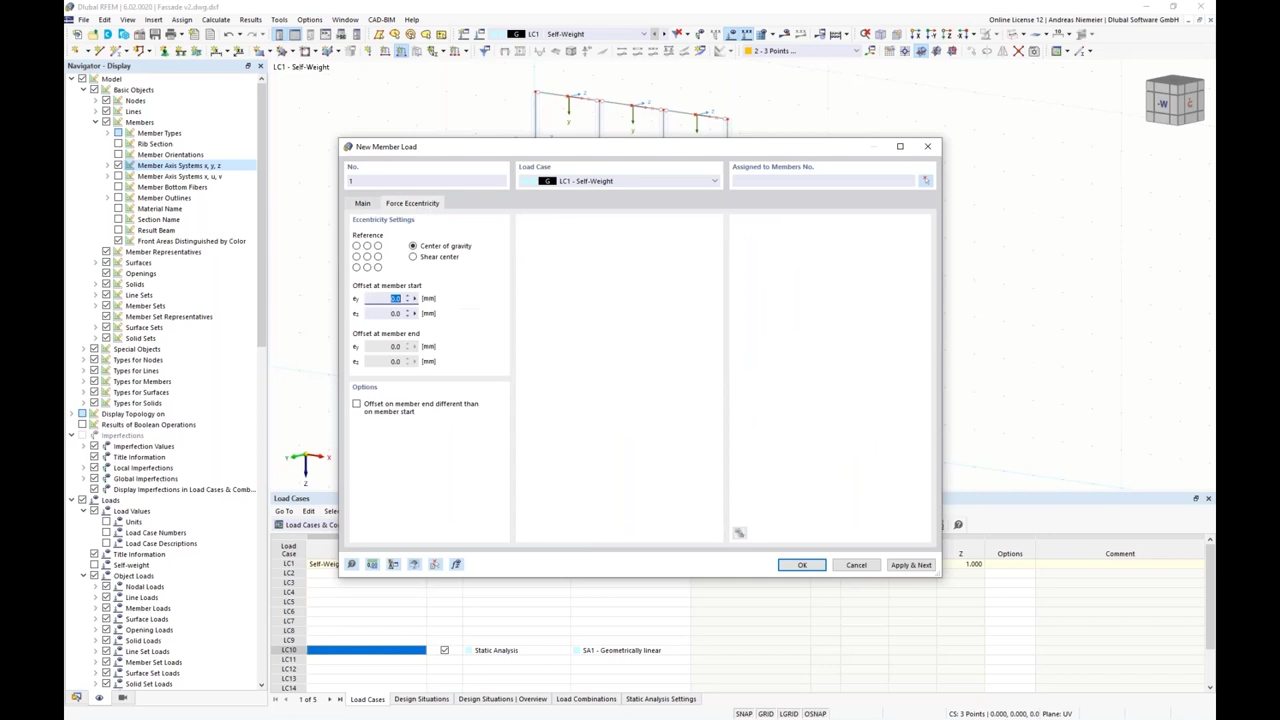 Dlubal RFEM | 6.02.0020 | Fassade v2.dwg.dxf
File Edit View Insert Assign Calculate Results Tools Options Window CAD-BIM Help
Online License 12 | Andreas Niemeier | Dlubal Software GmbH
G LC1 Self-Weight
2 - 3 Points ...
Navigator - Display
Model
Basic Objects
Nodes
Lines
Members
Member Types
Rib Section
Member Orientations
Member Axis Systems x, y, z
Member Axis Systems x, u, v
Member Bottom Fibers
Member Outlines
Material Name
Section Name
Result Beam
Front Areas Distinguished by Color
Member Representatives
Surfaces
Openings
Solids
Line Sets
Member Sets
Member Set Representatives
Surface Sets
Solid Sets
Special Objects
Types for Nodes
Types for Lines
Types for Members
Types for Surfaces
Types for Solids
Display Topology on
Results of Boolean Operations
Imperfections
Imperfection Values
Title Information
Local Imperfections
Global Imperfections
Display Imperfections in Load Cases & Comb...
Loads
Load Values
Units
Load Case Numbers
Load Case Descriptions
Title Information
Self-weight
Object Loads
Nodal Loads
Line Loads
Member Loads
Surface Loads
Opening Loads
Solid Loads
Line Set Loads
Member Set Loads
Surface Set Loads
Solid Set Loads
LC1 - Self-Weight
-W
Y X
Z
New Member Load
No.
1
Load Case
G LC1 - Self-Weight
Assigned to Members No.
Main Force Eccentricity
Eccentricity Settings
Reference
Center of gravity
Shear center
Offset at member start
ey 0.0 [mm]
ez 0.0 [mm]
Offset at member end
ey 0.0 [mm]
ez 0.0 [mm]
Options
Offset on member end different than
on member start
OK Cancel Apply & Next
Load Cases
Go To Edit
Load Cases & Co
Load
Case Z Options Comment
LC1 Self-Weig 1.000
LC2
LC3
LC4
LC5
LC6
LC7
LC8
LC9
LC10 Static Analysis SA1 - Geometrically linear
LC11
LC12
LC13
LC14
1 of 5 Load Cases Design Situations Design Situations | Overview Load Combinations Static Analysis Settings
SNAP GRID LGRID OSNAP CS: 3 Points | 0.000, 0.000, 0.0 Plane: UV